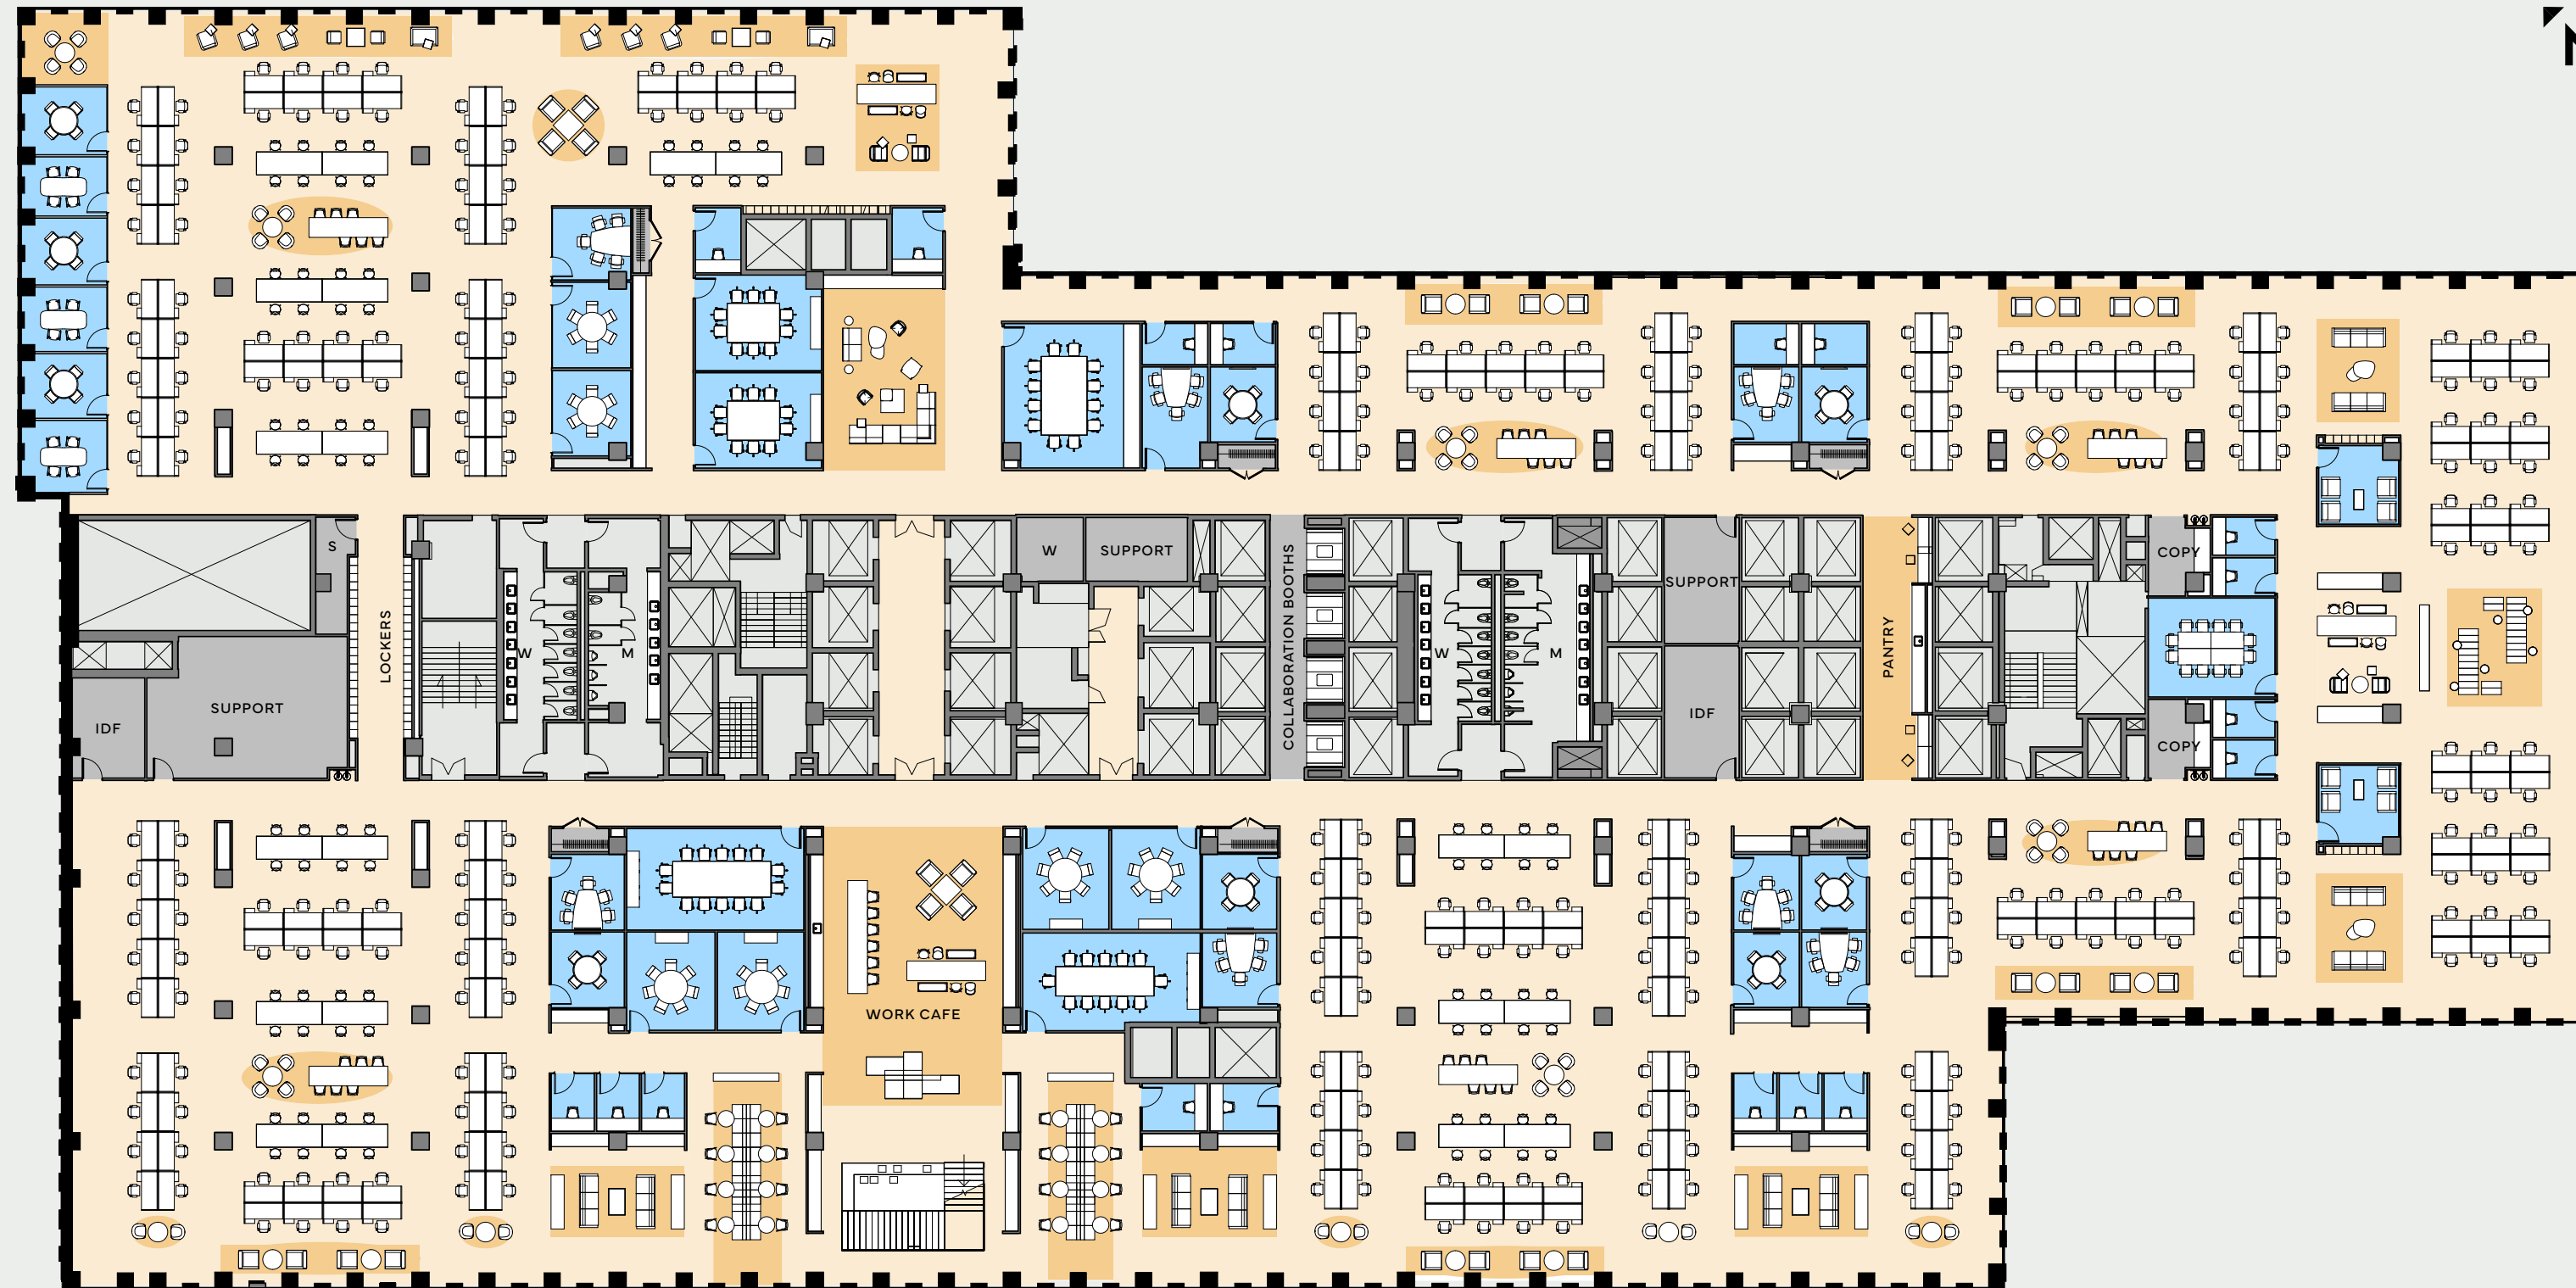 S
LOCKERS
IDF
SUPPORT
W
M
W
SUPPORT
COLLABORATION BOOTHS
W
M
SUPPORT
IDF
PANTRY
COPY
COPY
WORK CAFE